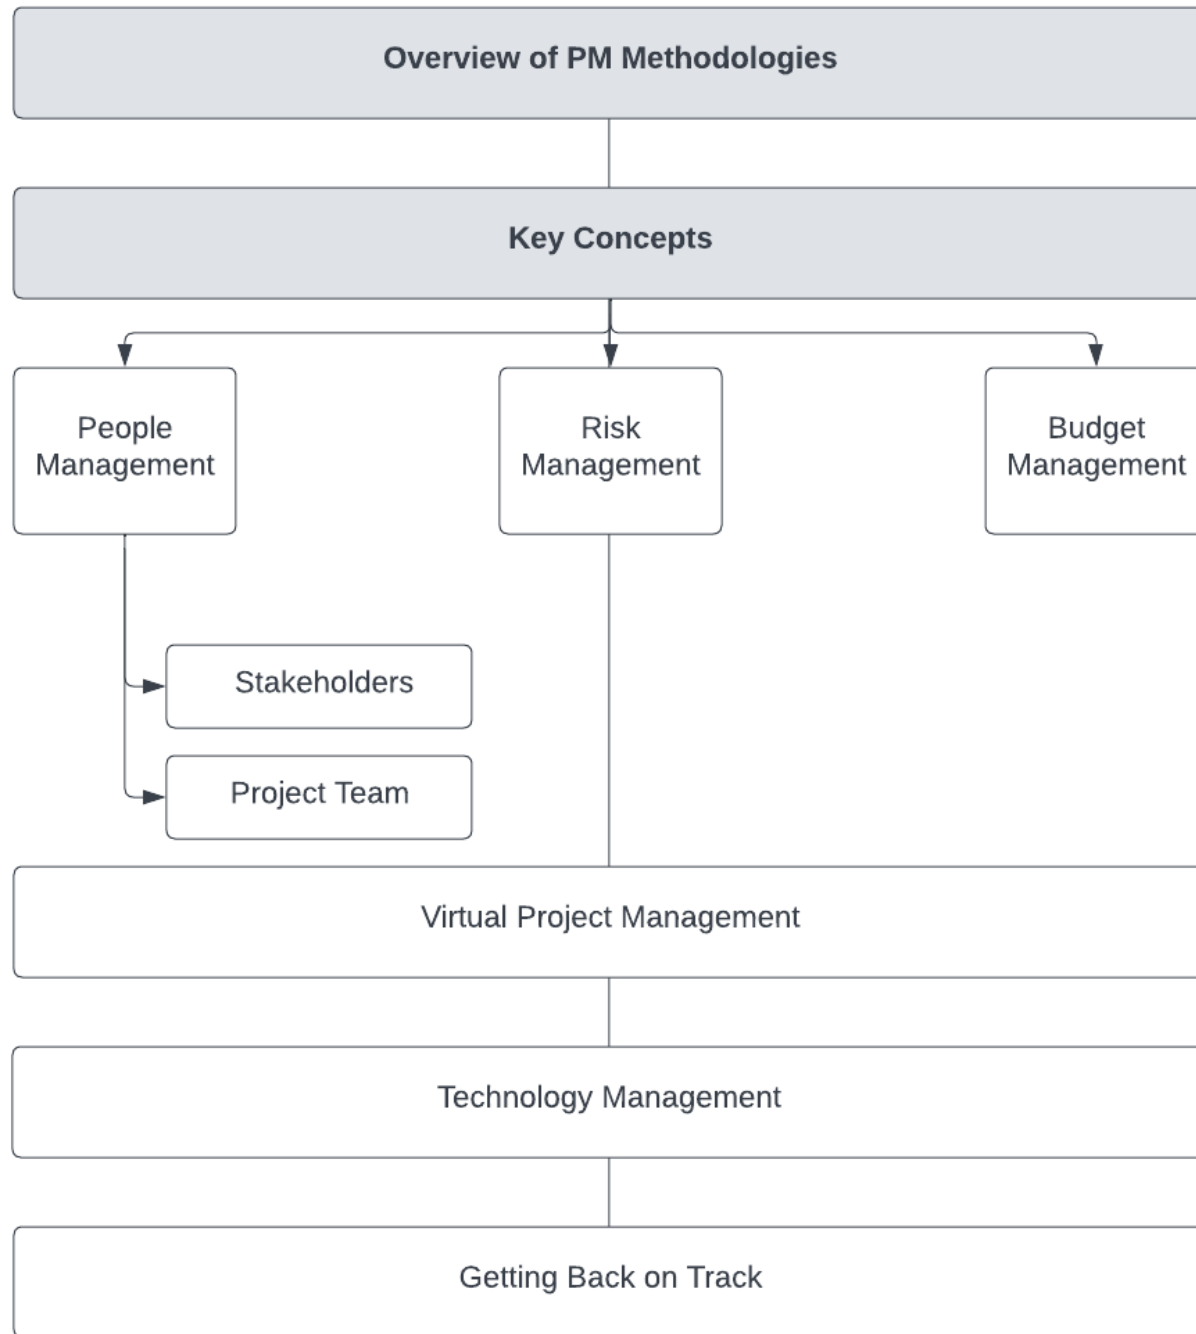 Overview of PM Methodologies
Key Concepts
People
Management
Risk
Management
Budget
Management
Stakeholders
Project Team
Virtual Project Management
Technology Management
Getting Back on Track